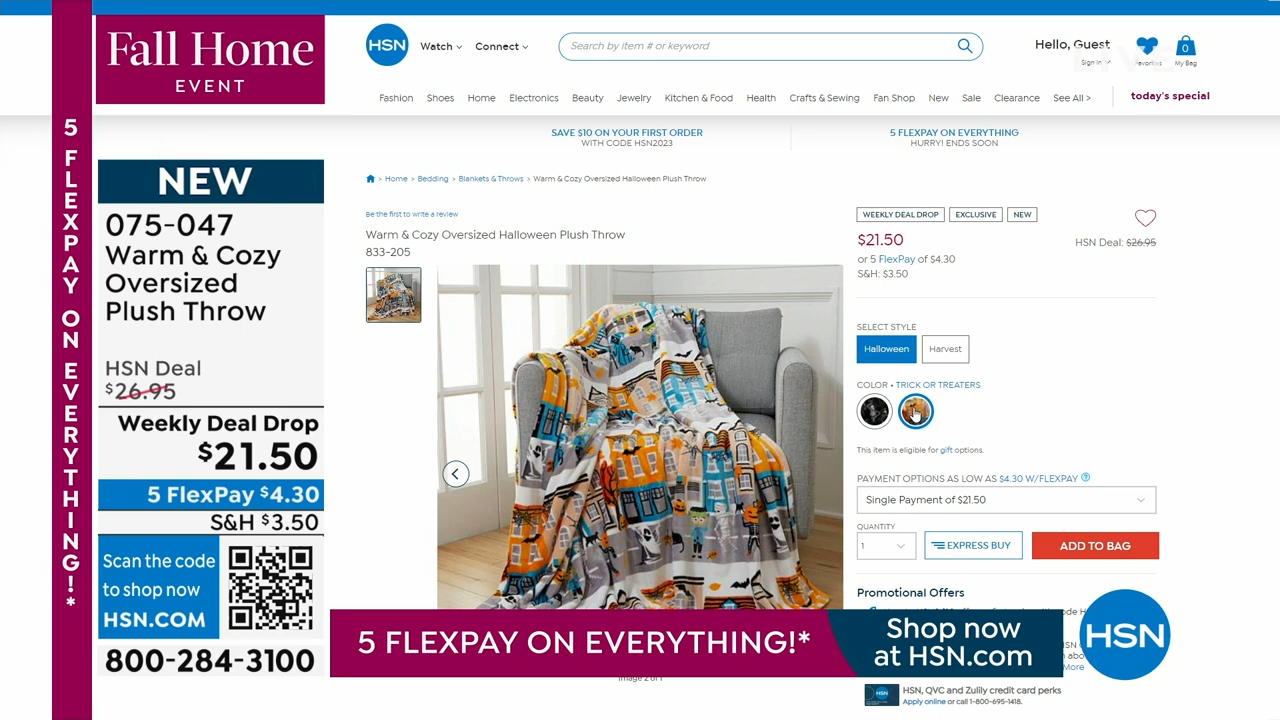 Fall Home
EVENT
5 FLEXPAY ON EVERYTHING!*
NEW
075-047
Warm & Cozy
Oversized
Plush Throw
HSN Deal
$26.95
Weekly Deal Drop
$21.50
5 FlexPay $4.30
S&H $3.50
Scan the code
to shop now
HSN.COM
800-284-3100
HSN
Watch
Connect
Search by item # or keyword
Hello, Guest
Sign In
Favorites
0
My Bag
Fashion Shoes Home Electronics Beauty Jewelry Kitchen & Food Health Crafts & Sewing Fan Shop New Sale Clearance See All > today's special
SAVE $10 ON YOUR FIRST ORDER
WITH CODE HSN2023
5 FLEXPAY ON EVERYTHING
HURRY! ENDS SOON
> Home > Bedding > Blankets & Throws > Warm & Cozy Oversized Halloween Plush Throw
Be the first to write a review
Warm & Cozy Oversized Halloween Plush Throw
833-205
WEEKLY DEAL DROP EXCLUSIVE NEW
$21.50
HSN Deal: $26.95
or 5 FlexPay of $4.30
S&H: $3.50
SELECT STYLE
Halloween Harvest
COLOR • TRICK OR TREATERS
This item is eligible for gift options.
PAYMENT OPTIONS AS LOW AS $4.30 W/FLEXPAY
Single Payment of $21.50
QUANTITY
1
EXPRESS BUY
ADD TO BAG
Promotional Offers
More
HSN, QVC and Zulily credit card perks
Apply online or call 1-800-695-1418.
5 FLEXPAY ON EVERYTHING!*
Shop now
at HSN.com
HSN